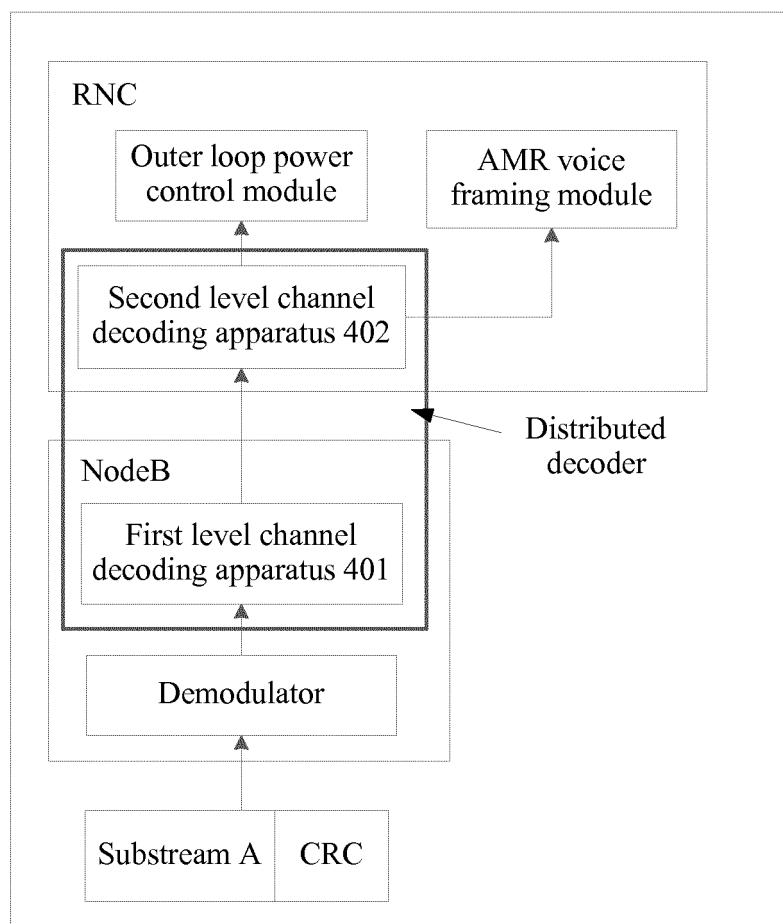 RNC
Outer loop power
control module
AMR voice
framing module
Second level channel
decoding apparatus 402
Distributed
decoder
NodeB
First level channel
decoding apparatus 401
Demodulator
Substream A
CRC